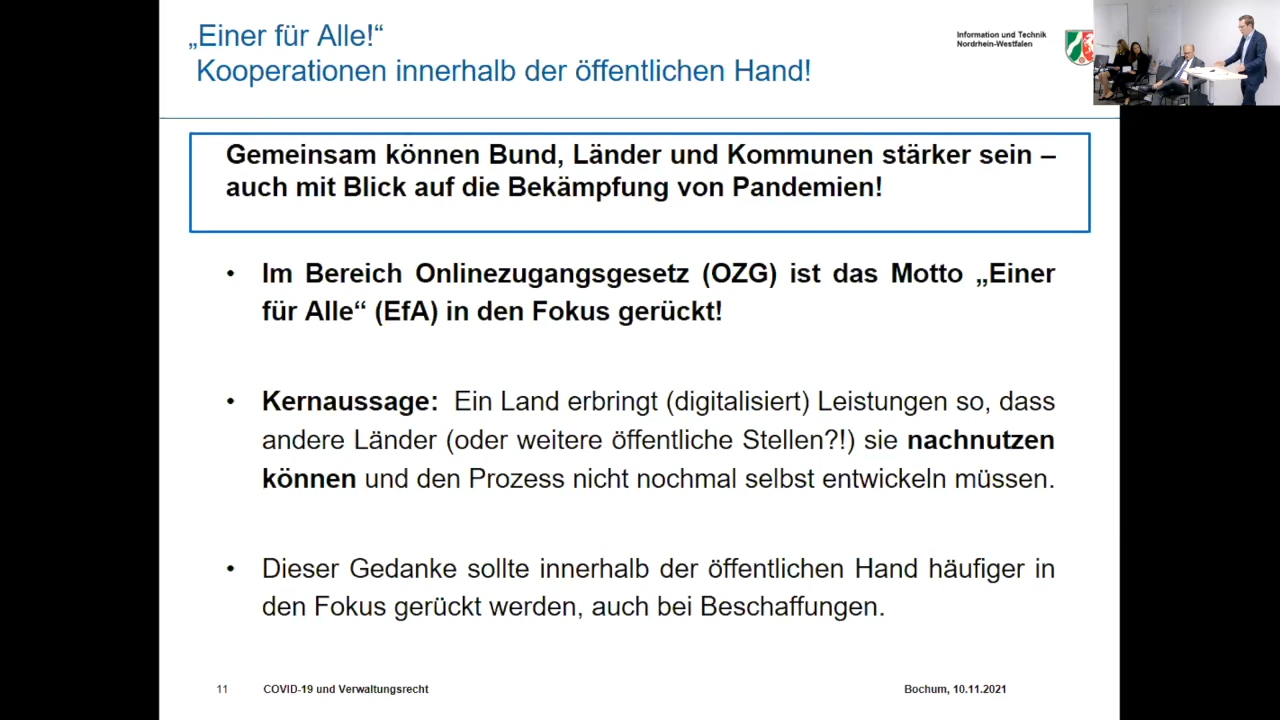 „Einer für Alle!“
Kooperationen innerhalb der öffentlichen Hand!
Information und Technik
Nordrhein-Westfalen
Gemeinsam können Bund, Länder und Kommunen stärker sein –
auch mit Blick auf die Bekämpfung von Pandemien!
• Im Bereich Onlinezugangsgesetz (OZG) ist das Motto „Einer
für Alle“ (EfA) in den Fokus gerückt!
• Kernaussage: Ein Land erbringt (digitalisiert) Leistungen so, dass
andere Länder (oder weitere öffentliche Stellen?!) sie nachnutzen
können und den Prozess nicht nochmal selbst entwickeln müssen.
• Dieser Gedanke sollte innerhalb der öffentlichen Hand häufiger in
den Fokus gerückt werden, auch bei Beschaffungen.
11 COVID-19 und Verwaltungsrecht Bochum, 10.11.2021